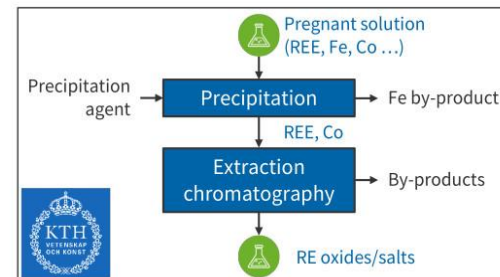 Pregnant solution
(REE, Fe, Co ...)
Precipitation
agent
Precipitation
Fe by-product
REE, Co
Extraction
chromatography
By-products
RE oxides/salts
KTH
VETENSKAP
OCH KONST